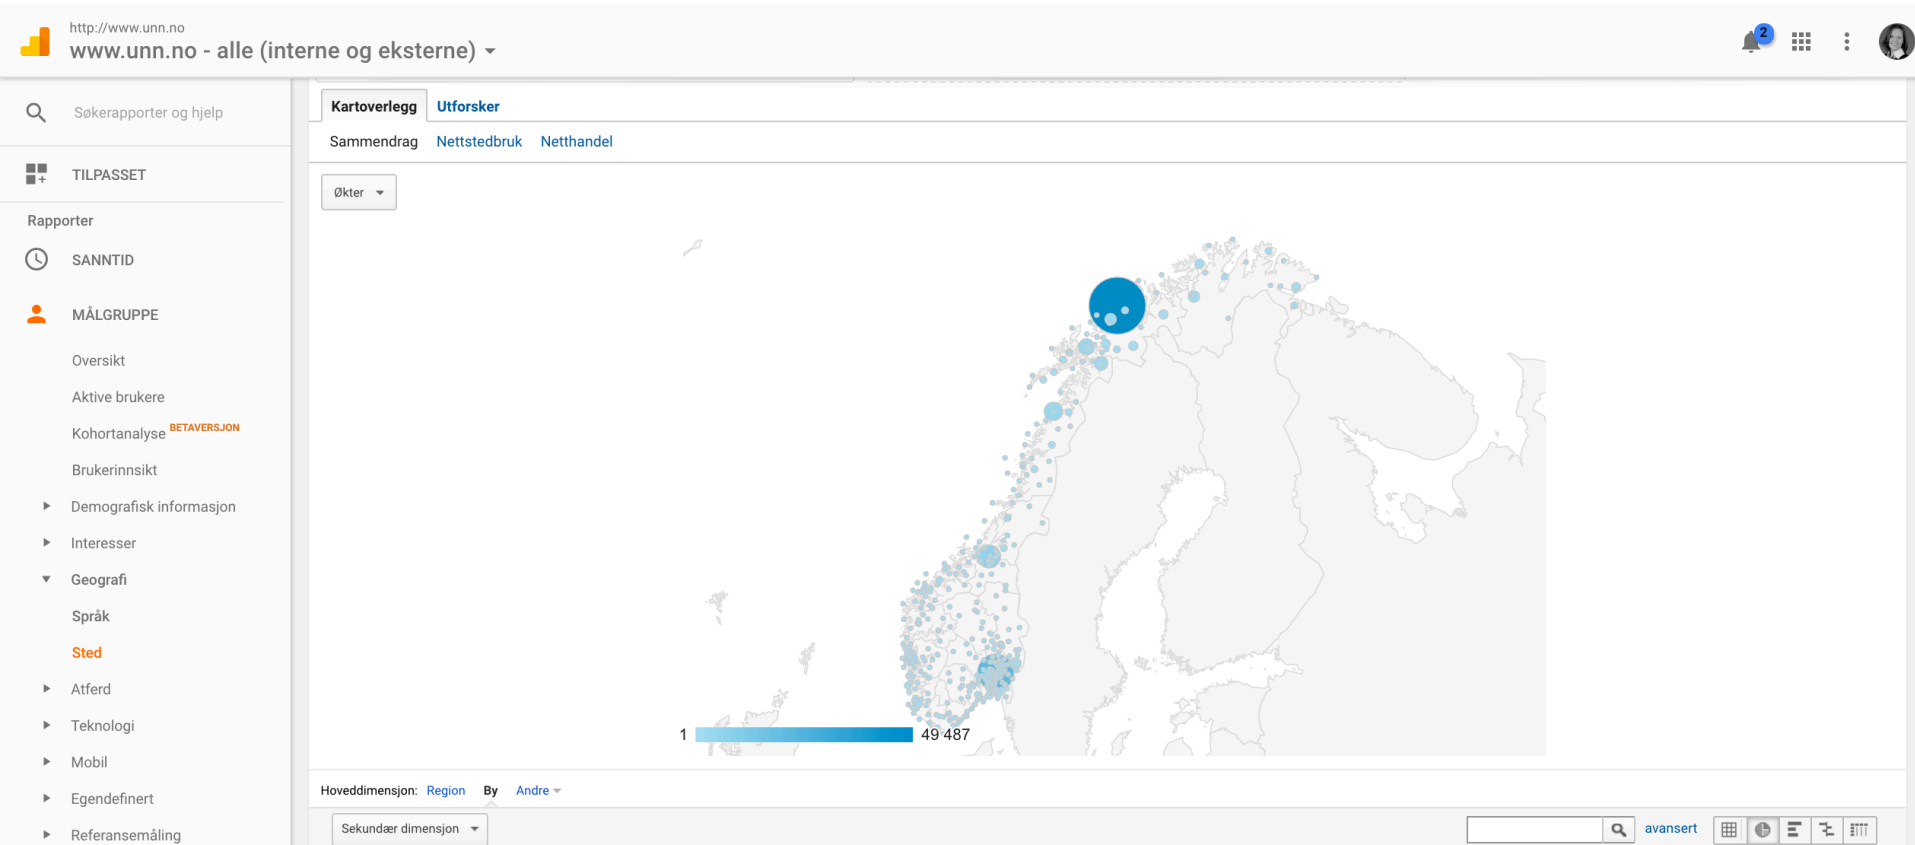 http://www.unn.no
www.unn.no - alle (interne og eksterne)
2
Søkerapporter og hjelp
TILPASSET
Rapporter
SANNTID
MÅLGRUPPE
Oversikt
Aktive brukere
Kohortanalyse BETAVERSJON
Brukerinnsikt
Demografisk informasjon
Interesser
Geografi
Språk
Sted
Atferd
Teknologi
Mobil
Egendefinert
Referansemåling
Kartoverlegg Utforsker
Sammendrag Nettstedbruk Netthandel
Økter
1 49 487
Hoveddimensjon: Region By Andre
Sekundær dimensjon
avansert